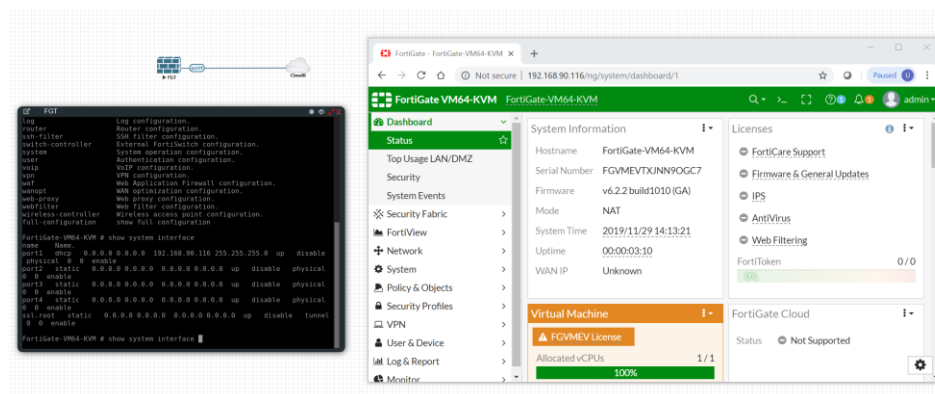 port1
FGT
Cloud0
FGT
log Log configuration.
router Router configuration.
ssh-filter SSH filter configuration.
switch-controller External FortiSwitch configuration.
system System operation configuration.
user Authentication configuration.
voip VoIP configuration.
vpn VPN configuration.
waf Web Application Firewall configuration.
wanopt WAN optimization configuration.
web-proxy Web proxy configuration.
webfilter Web filter configuration.
wireless-controller Wireless access point configuration.
full-configuration show full configuration
FortiGate-VM64-KVM # show system interface
name Name.
port1 dhcp 0.0.0.0 0.0.0.0 192.168.90.116 255.255.255.0 up disable
physical 0 0 enable
port2 static 0.0.0.0 0.0.0.0 0.0.0.0 0.0.0.0 up disable physical
0 0 enable
port3 static 0.0.0.0 0.0.0.0 0.0.0.0 0.0.0.0 up disable physical
0 0 enable
port4 static 0.0.0.0 0.0.0.0 0.0.0.0 0.0.0.0 up disable physical
0 0 enable
ssl.root static 0.0.0.0 0.0.0.0 0.0.0.0 0.0.0.0 up disable tunnel
0 0 enable
FortiGate-VM64-KVM # show system interface
FortiGate - FortiGate-VM64-KVM
Not secure 192.168.90.116/ng/system/dashboard/1
Paused U
FortiGate VM64-KVM FortiGate-VM64-KVM
1 1 admin
Dashboard
Status
Top Usage LAN/DMZ
Security
System Events
Security Fabric
FortiView
Network
System
Policy & Objects
Security Profiles
VPN
User & Device
Log & Report
Monitor
System Information
Hostname FortiGate-VM64-KVM
Serial Number FGVMEVTXJNN9OGC7
Firmware v6.2.2 build1010 (GA)
Mode NAT
System Time 2019/11/29 14:13:21
Uptime 00:00:03:10
WAN IP Unknown
Licenses
FortiCare Support
Firmware & General Updates
IPS
AntiVirus
Web Filtering
FortiToken 0/0
0%
Virtual Machine
FGVMEV License
Allocated vCPUs 1/1
100%
FortiGate Cloud
Status Not Supported